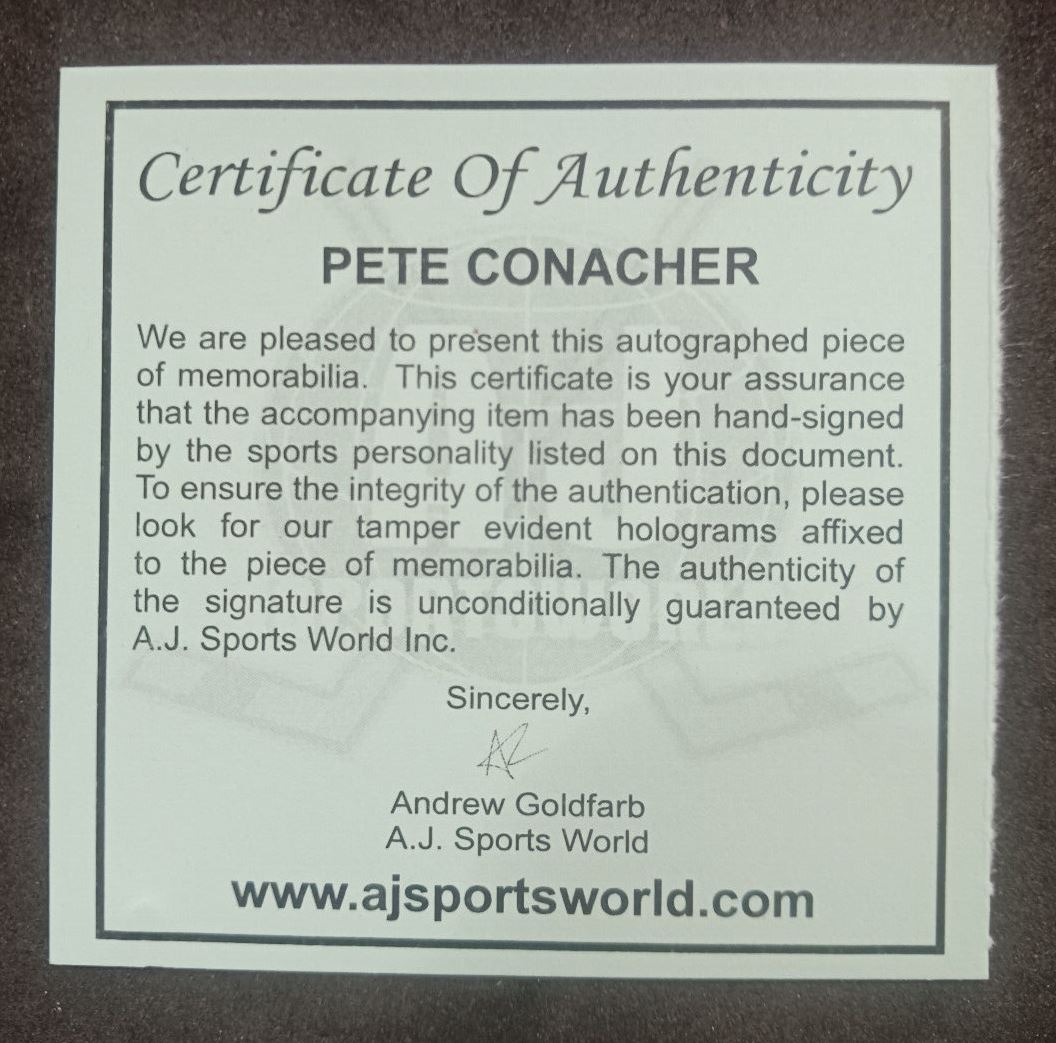 Certificate Of Authenticity
PETE CONACHER
We are pleased to present this autographed piece
of memorabilia. This certificate is your assurance
that the accompanying item has been hand-signed
by the sports personality listed on this document.
To ensure the integrity of the authentication, please
look for our tamper evident holograms affixed
to the piece of memorabilia. The authenticity of
the signature is unconditionally guaranteed by
A.J. Sports World Inc.
Sincerely,
Andrew Goldfarb
A.J. Sports World
www.ajsportsworld.com